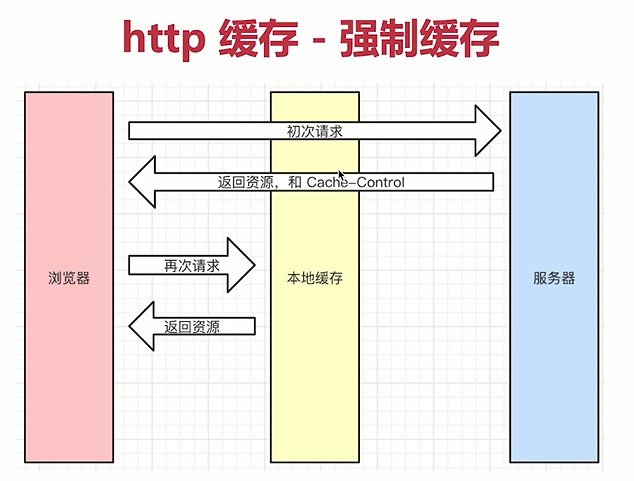 http 缓存 - 强制缓存
初次请求
返回资源，和 Cache-Control
再次请求
浏览器
本地缓存
服务器
返回资源